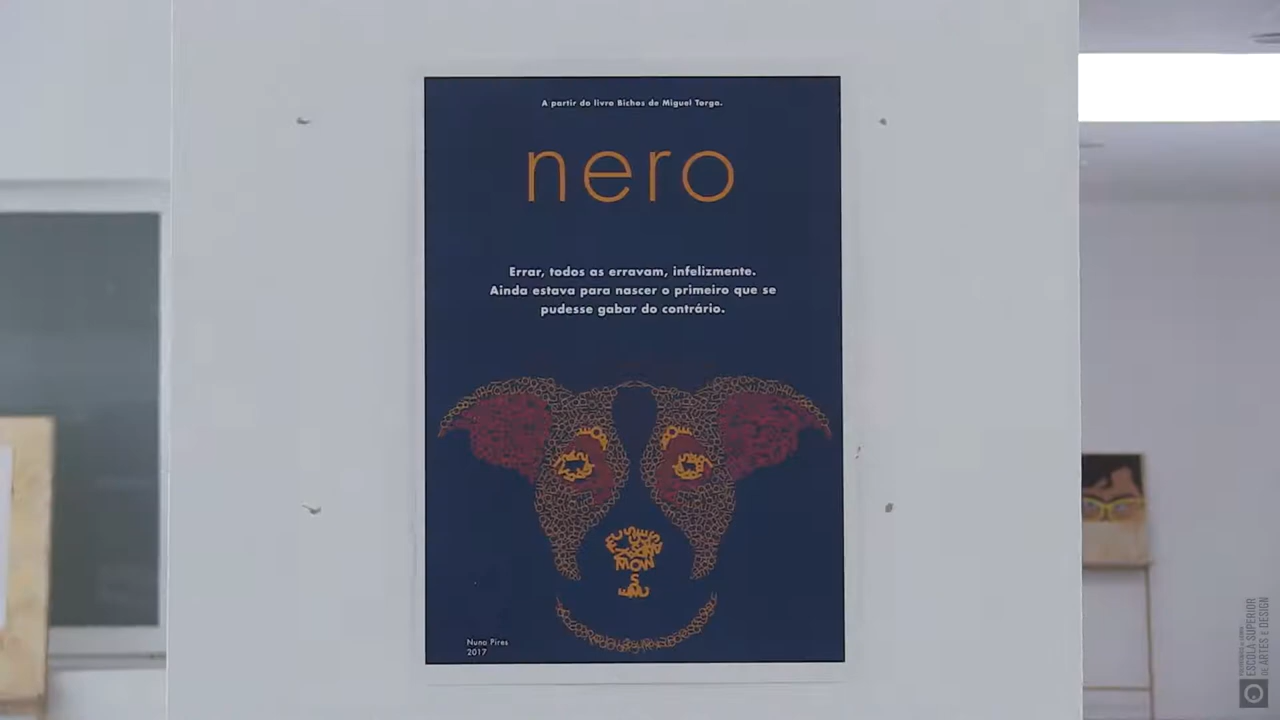 A partir do livro Bichos de Miguel Torga.
nero
Errar, todos as erravam, infelizmente.
Ainda estava para nascer o primeiro que se
pudesse gabar do contrário.
Nuno Pires
2017
ESCOLA SUPERIOR
DE ARTES E DESIGN